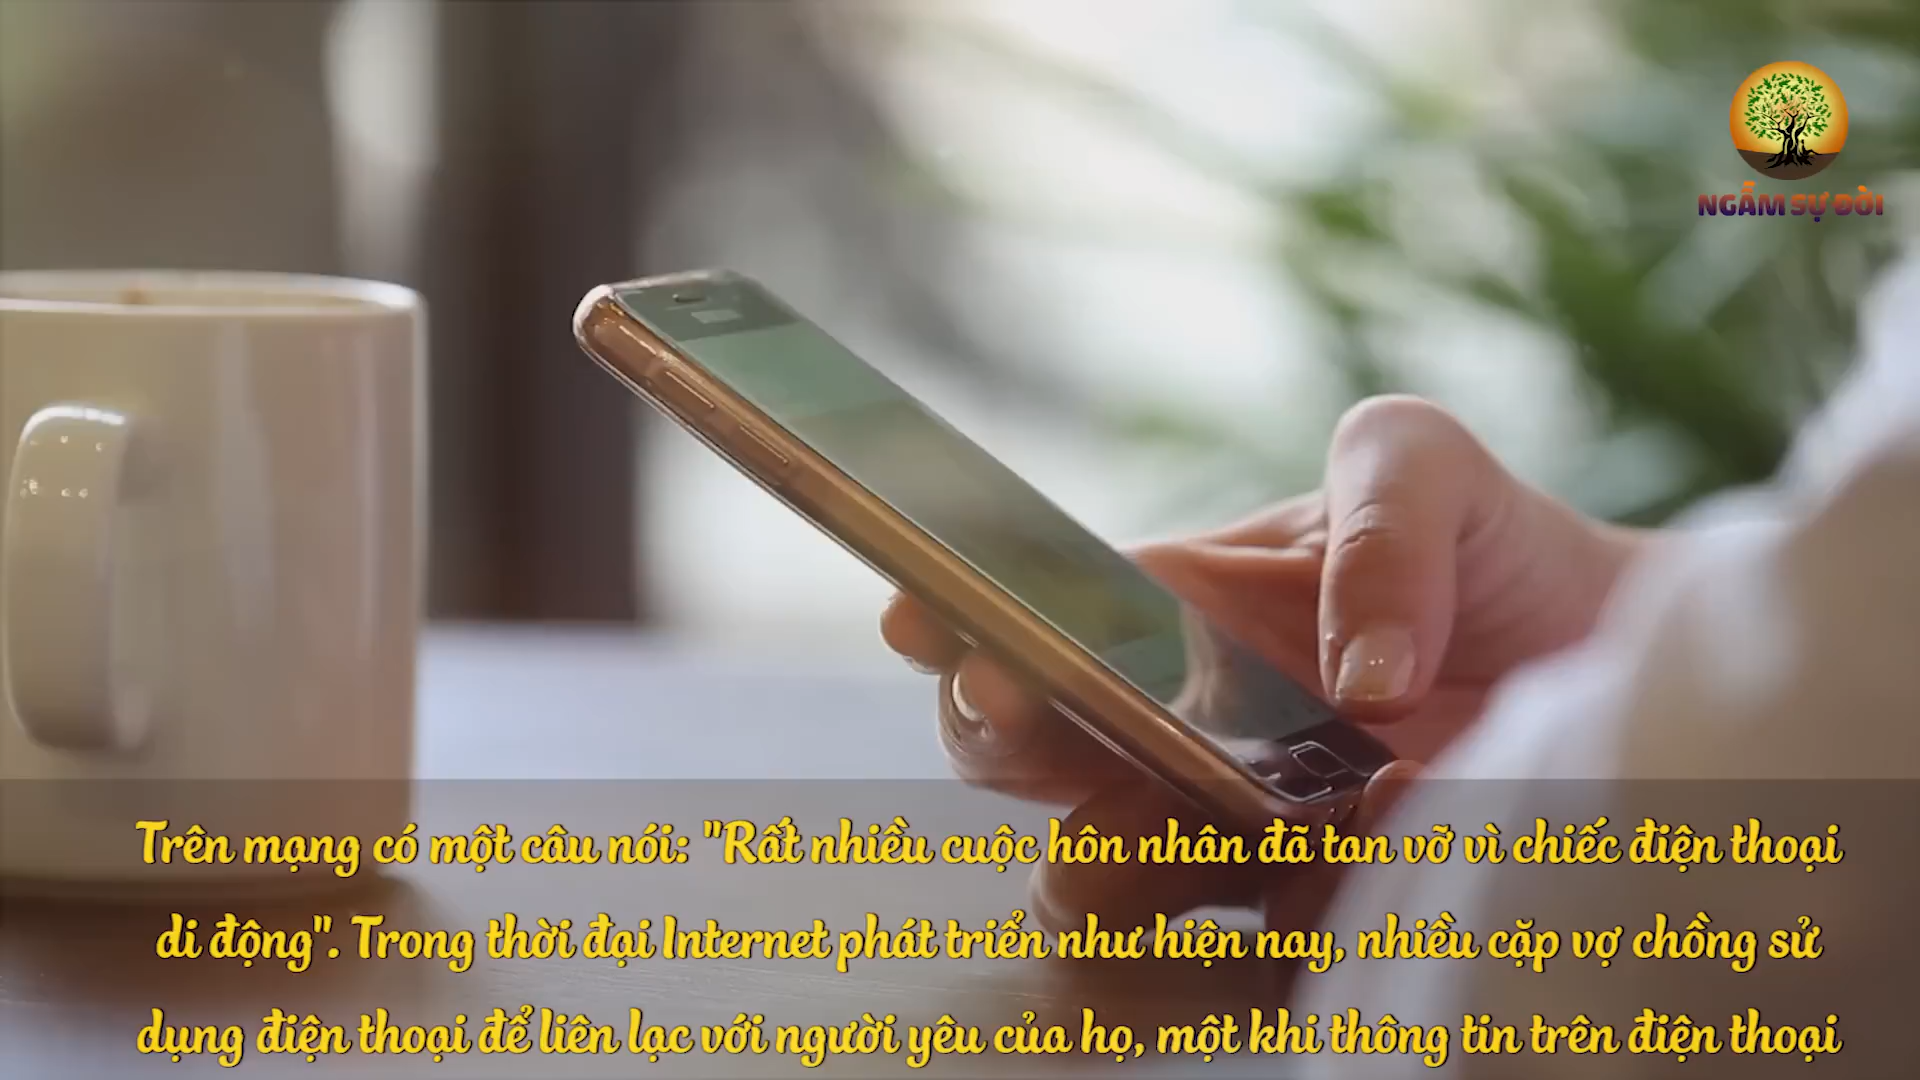 NGẪM SỰ ĐỜI
Trên mạng có một câu nói: "Rất nhiều cuộc hôn nhân đã tan vỡ vì chiếc điện thoại
di động". Trong thời đại Internet phát triển như hiện nay, nhiều cặp vợ chồng sử
dụng điện thoại để liên lạc với người yêu của họ, một khi thông tin trên điện thoại